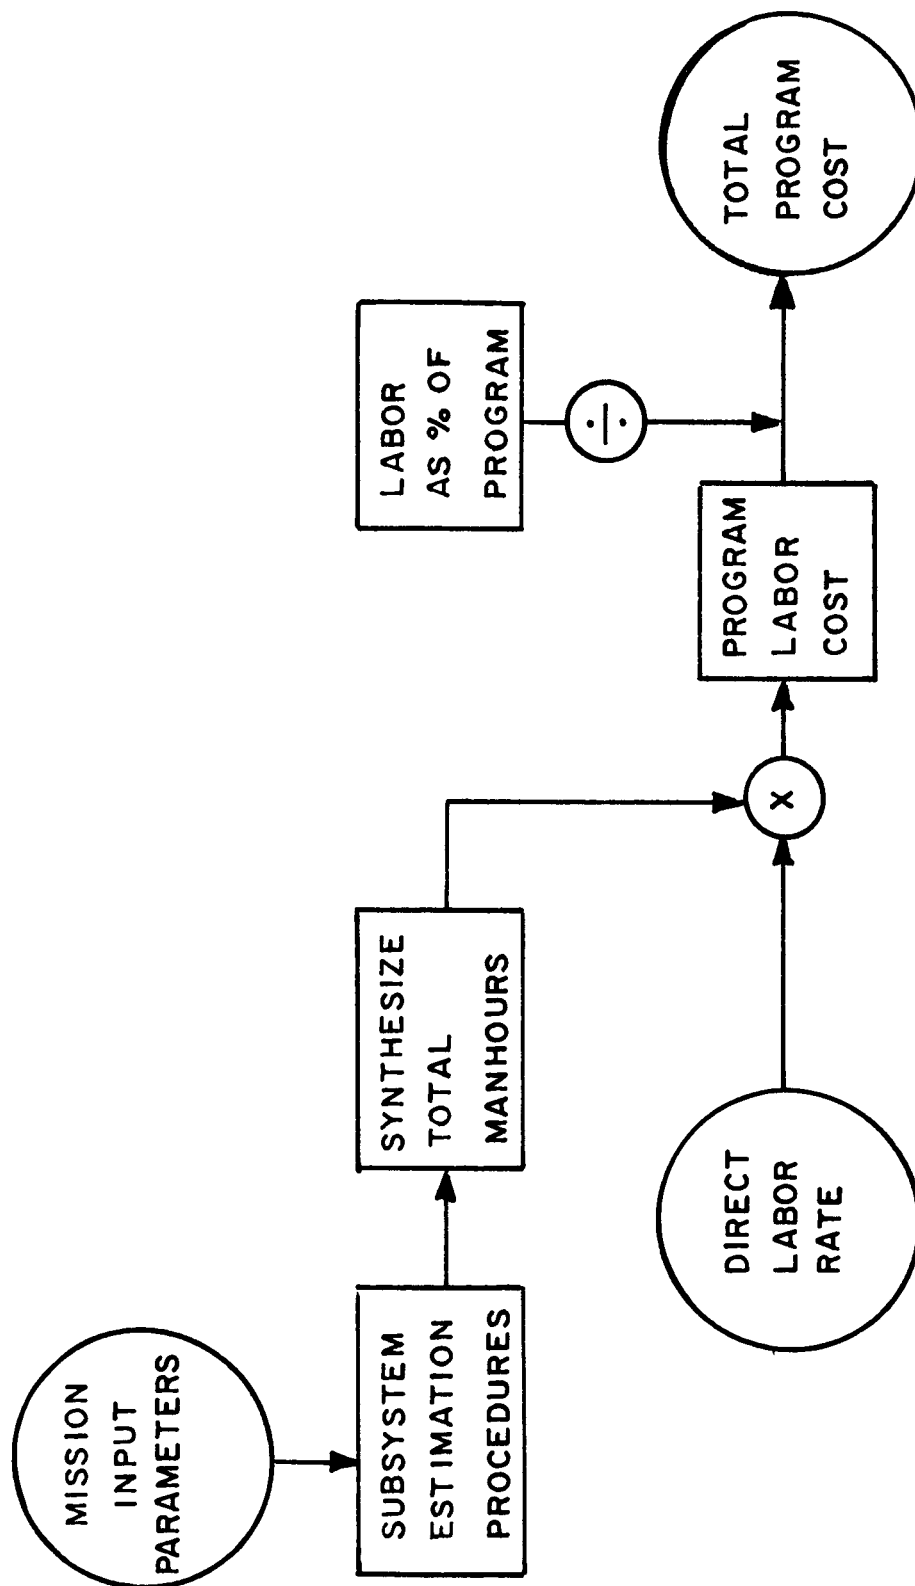 MISSION
INPUT
PARAMETERS
SUBSYSTEM
ESTIMATION
PROCEDURES
SYNTHESIZE
TOTAL
MANHOURS
DIRECT
LABOR
RATE
X
PROGRAM
LABOR
COST
LABOR
AS % OF
PROGRAM
÷
TOTAL
PROGRAM
COST